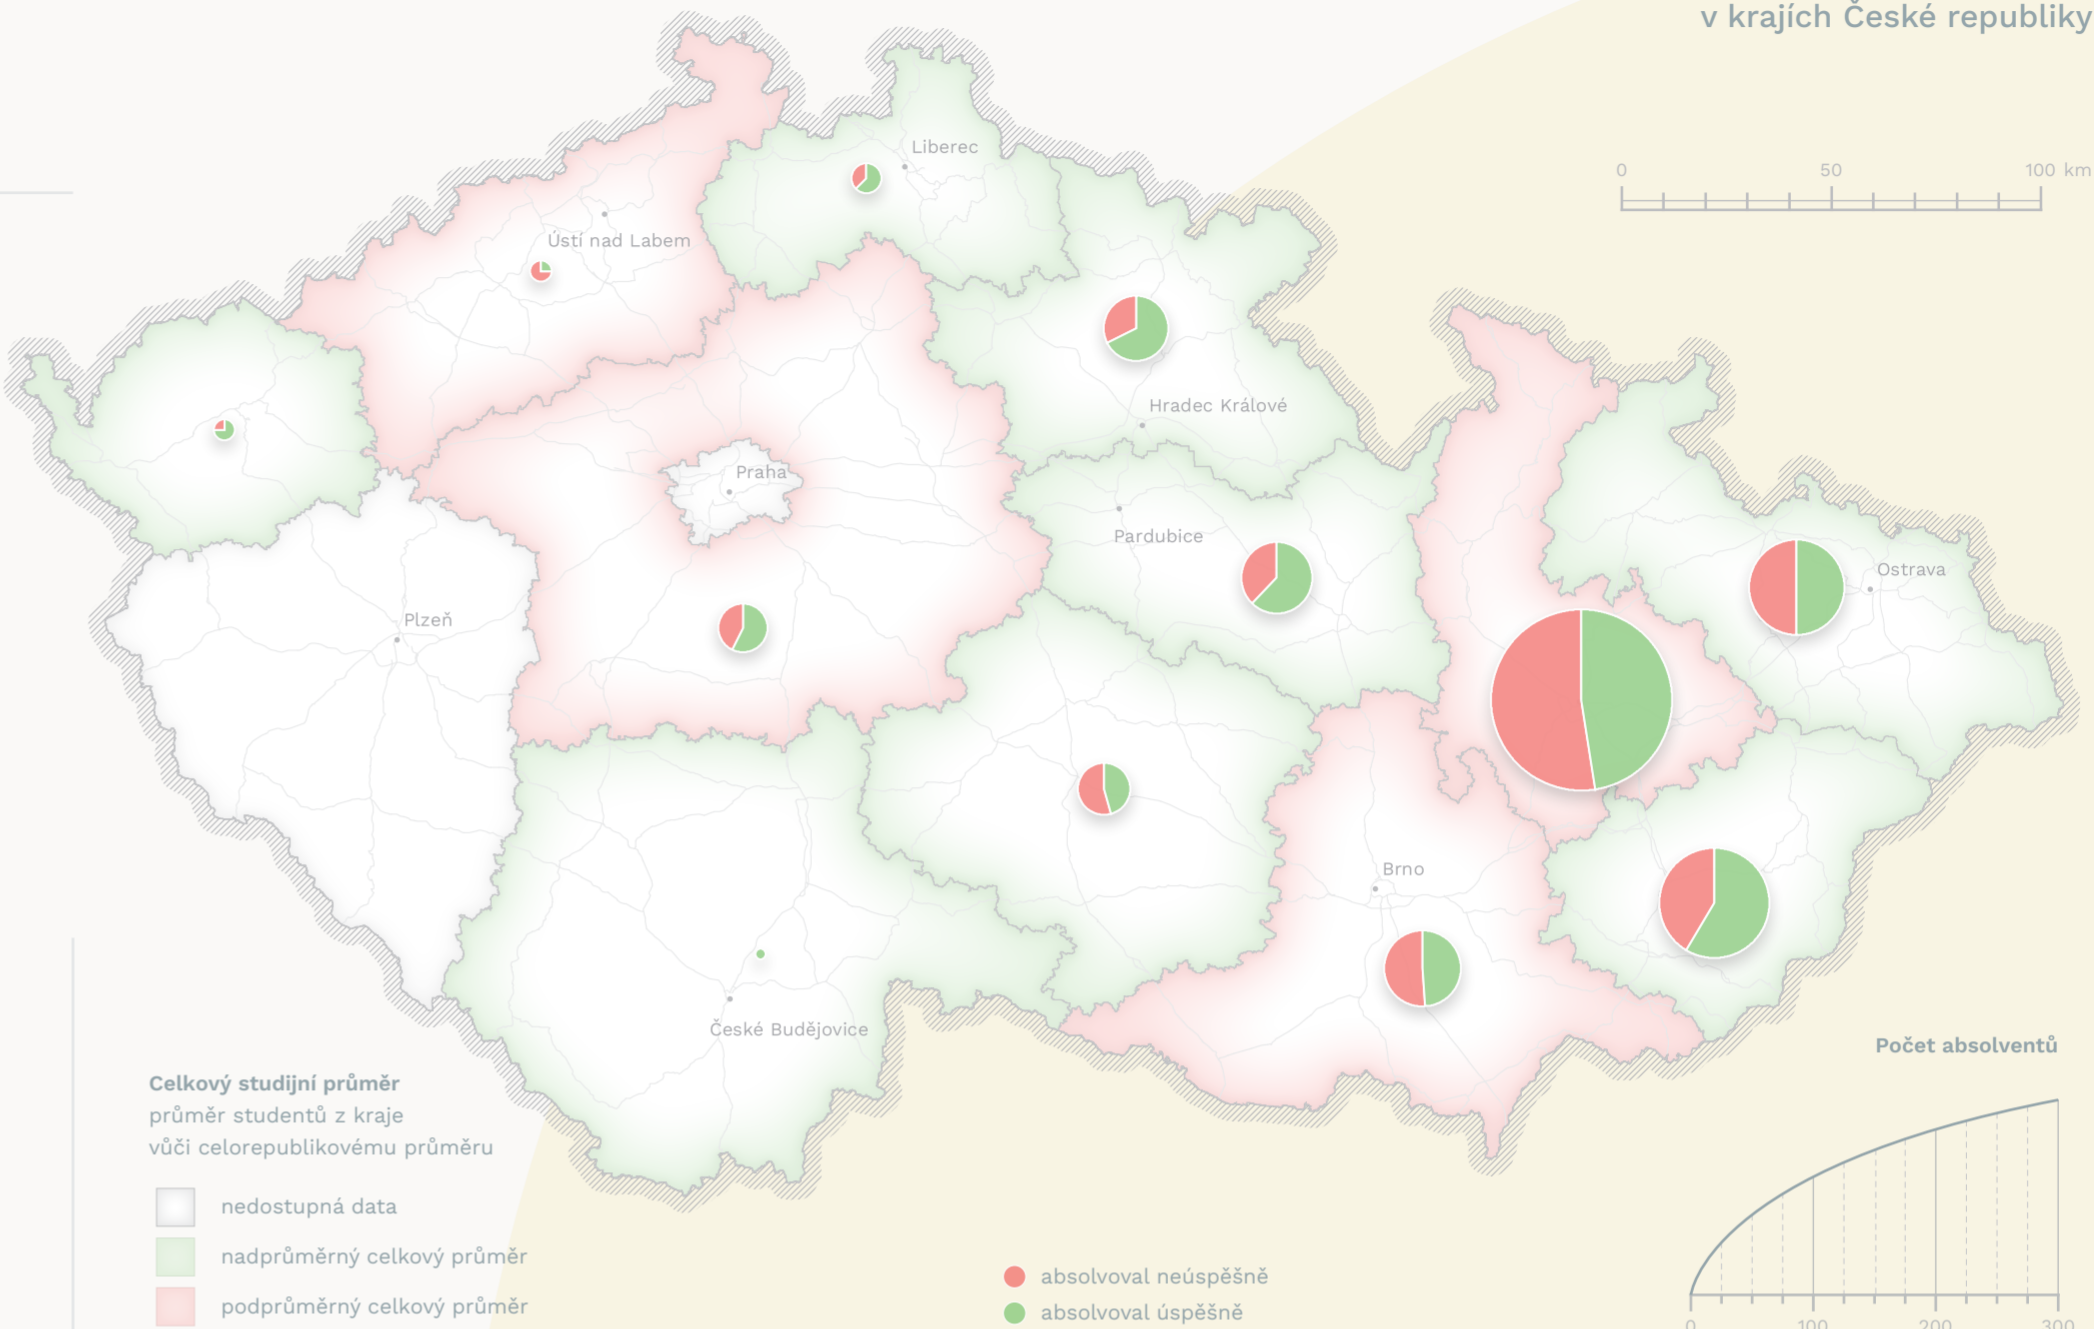 v krajích České republiky
0 50 100 km
Liberec
Ústí nad Labem
Hradec Králové
Praha
Pardubice
Ostrava
Plzeň
Brno
České Budějovice
Celkový studijní průměr
průměr studentů z kraje
vůči celorepublikovému průměru
nedostupná data
nadprůměrný celkový průměr
podprůměrný celkový průměr
absolvoval neúspěšně
absolvoval úspěšně
Počet absolventů
0 100 200 300